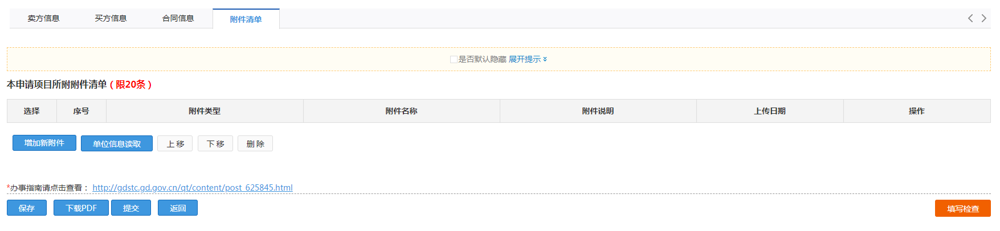 卖方信息 买方信息 合同信息 附件清单
是否默认隐藏 展开提示
本申请项目所附附件清单（限20条）
选择 序号 附件类型 附件名称 附件说明 上传日期 操作
增加新附件 单位信息读取 上移 下移 删除
*办事指南请点击查看： http://gdstc.gd.gov.cn/qt/content/post_625845.html
保存 下载PDF 提交 返回 填写检查